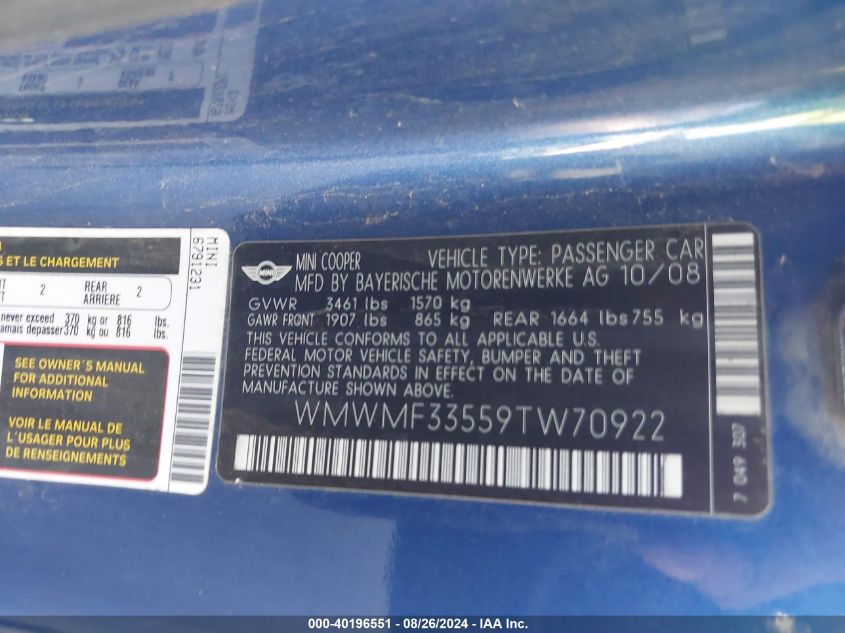 S ET LE CHARGEMENT
2 REAR ARRIERE 2
never exceed 370 kg or 816 lbs.
amais depasser 370 kg ou 816 lbs.
SEE OWNER´S MANUAL
FOR ADDITIONAL
INFORMATION
VOIR LE MANUAL DE
L´USAGER POUR PLUS
DE RENSEIGNEMENTS
MINI
6791231
MINI
MINI COOPER VEHICLE TYPE: PASSENGER CAR
MFD BY BAYERISCHE MOTORENWERKE AG 10/08
GVWR 3461 lbs 1570 kg
GAWR FRONT 1907 lbs 865 kg REAR 1664 lbs 755 kg
THIS VEHICLE CONFORMS TO ALL APPLICABLE U.S.
FEDERAL MOTOR VEHICLE SAFETY, BUMPER AND THEFT
PREVENTION STANDARDS IN EFFECT ON THE DATE OF
MANUFACTURE SHOWN ABOVE.
WMWMF33559TW70922
7 049 307
000-40196551 - 08/26/2024 - IAA Inc.